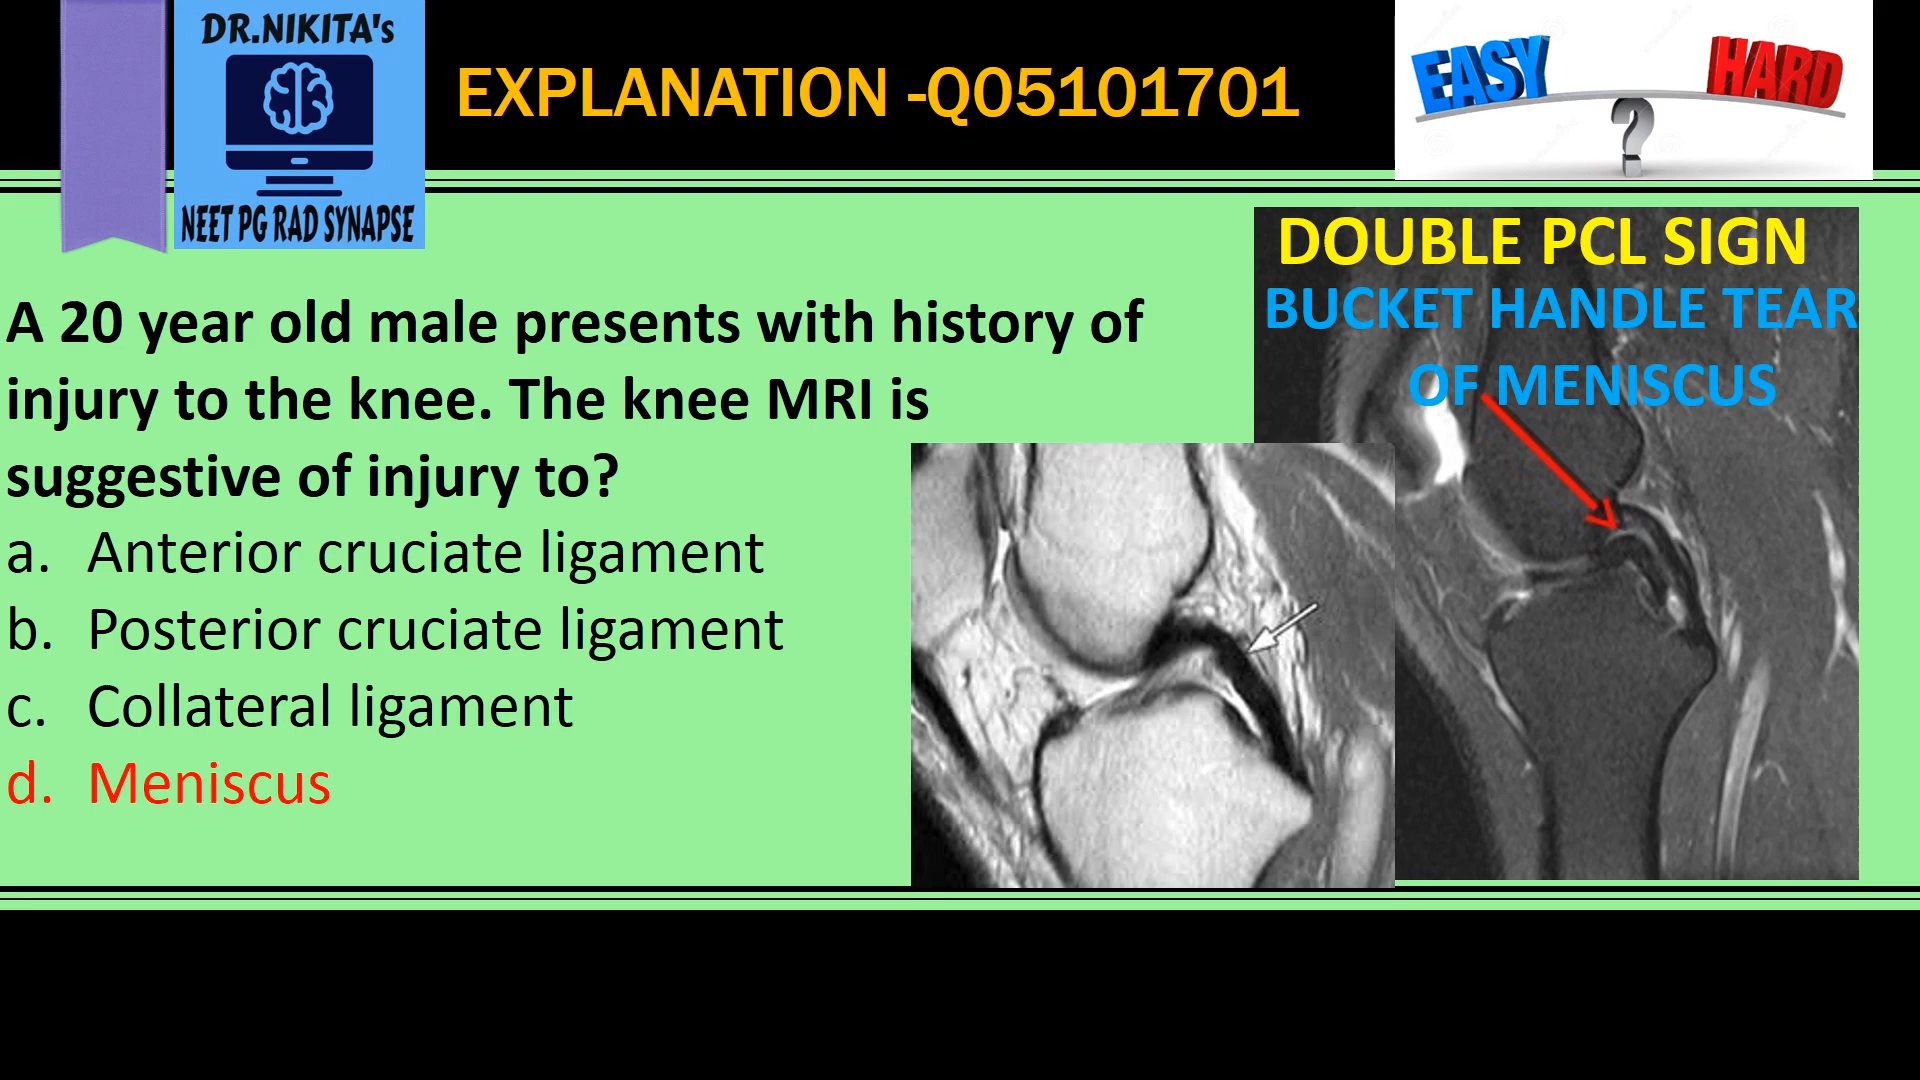 DR.NIKITA's
NEET PG RAD SYNAPSE
EXPLANATION -Q05101701
EASY
HARD
?
A 20 year old male presents with history of
injury to the knee. The knee MRI is
suggestive of injury to?
a. Anterior cruciate ligament
b. Posterior cruciate ligament
c. Collateral ligament
d. Meniscus
DOUBLE PCL SIGN
BUCKET HANDLE TEAR
OF MENISCUS